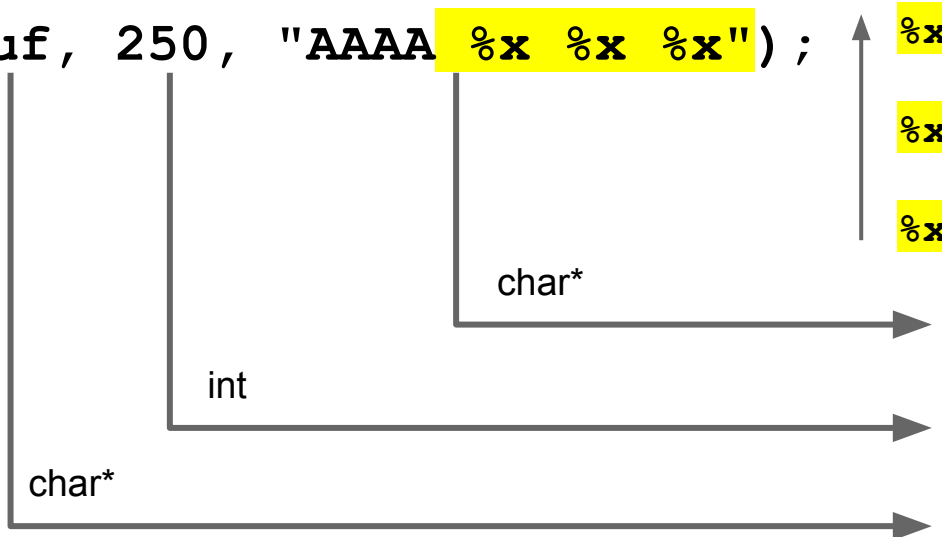 uf, 250, "AAAA %x %x %x");
%x
%x
%x
char*
int
char*